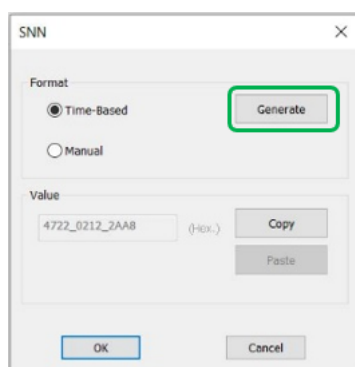 SNN
Format
Time-Based
Generate
Manual
Value
4722_0212_2AA8
(Hex.)
Copy
Paste
OK
Cancel